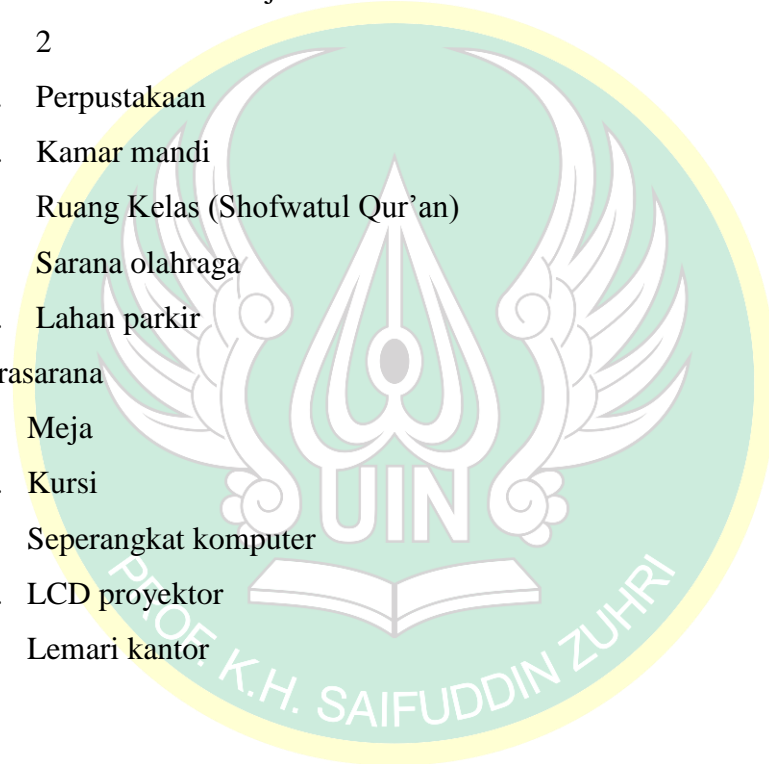 2
Perpustakaan
Kamar mandi
Ruang Kelas (Shofwatul Qur’an)
Sarana olahraga
Lahan parkir
rasarana
Meja
Kursi
Seperangkat komputer
LCD proyektor
Lemari kantor
UIN
PROF. K.H. SAIFUDDIN ZUHRI